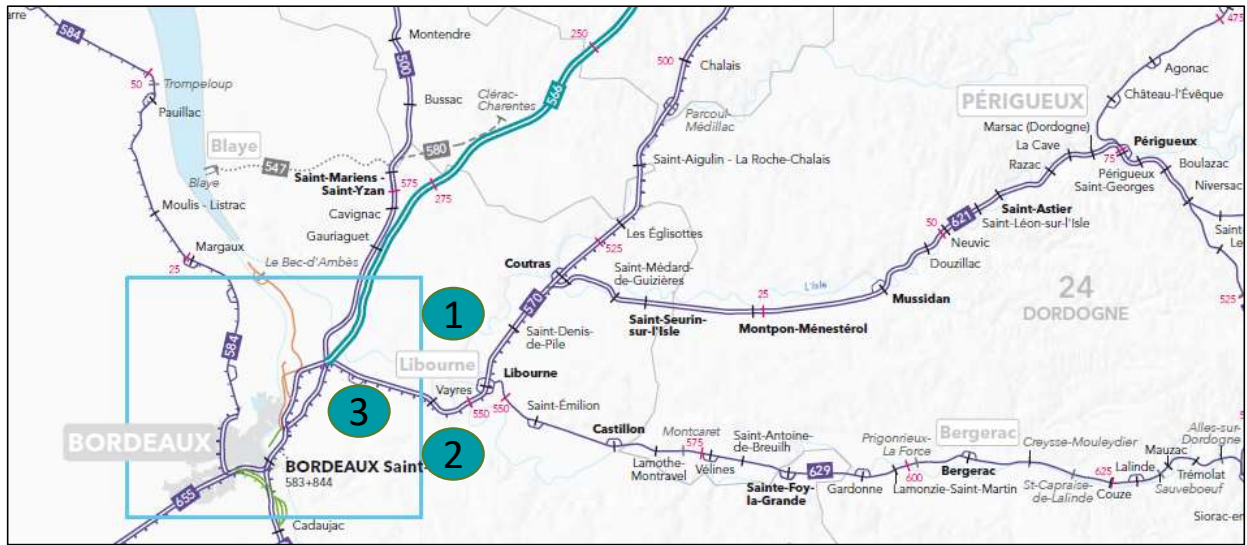 arre
584
50
Trompeloup
Pauillac
Moulis - Listrac
Margaux
25
Le Bec-d'Ambès
584
Blaye
Blaye
547
580
Montendre
500
Bussac
Saint-Mariens -
Saint-Yzan
575
Cavignac
Gauriaguet
275
Clérac-
Charentes
250
566
500
Chalais
Parcoul-
Médillac
Saint-Aigulin - La Roche-Chalais
Les Églisottes
525
Coutras
570
Saint-Denis-
de-Pile
Saint-Médard-
de-Guizières
Saint-Seurin-
sur-l'Isle
25
Montpon-Ménestérol
L'Isle
Mussidan
Douzillac
Neuvic
50
621
Saint-Léon-sur-l'Isle
Saint-Astier
Razac
La Cave
Marsac (Dordogne)
PÉRIGUEUX
75
Périgueux
Périgueux
Saint-Georges
Boulazac
Niversac
Château-l'Évêque
Agonac
475
Saint-
Le
525
24
DORDOGNE
1
2
3
Libourne
Libourne
Vayres
550
550
Saint-Émilion
Castillon
Lamothe-
Montravel
Montcaret
575
Vélines
Saint-Antoine-
de-Breuilh
Sainte-Foy-
la-Grande
629
Gardonne
Prigonrieux-
La Force
600
Lamonzie-Saint-Martin
Bergerac
Bergerac
Creysse-Mouleydier
St-Capraise-
de-Lalinde
625
Couze
Lalinde
Sauveboeuf
Mauzac
Trémolat
Alles-sur-
Dordogne
Siorac-en
BORDEAUX
BORDEAUX Saint-
583+844
655
Cadaujac